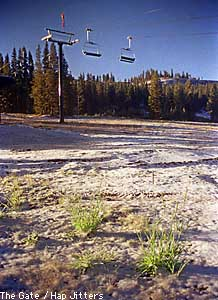 The Gate / Hap Jitters